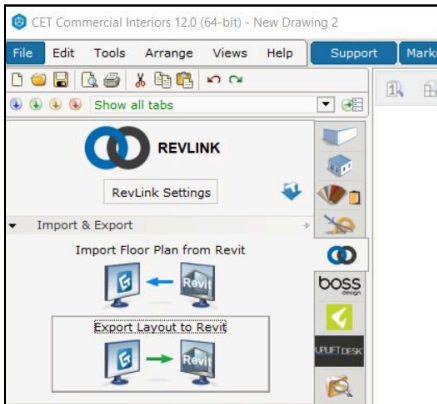 CET Commercial Interiors 12.0 (64-bit) - New Drawing 2
File Edit Tools Arrange Views Help Support
Show all tabs
REVLINK
RevLink Settings
Import & Export
Import Floor Plan from Revit
Revit
boss
design
Export Layout to Revit
Revit
UPLIFT DESK